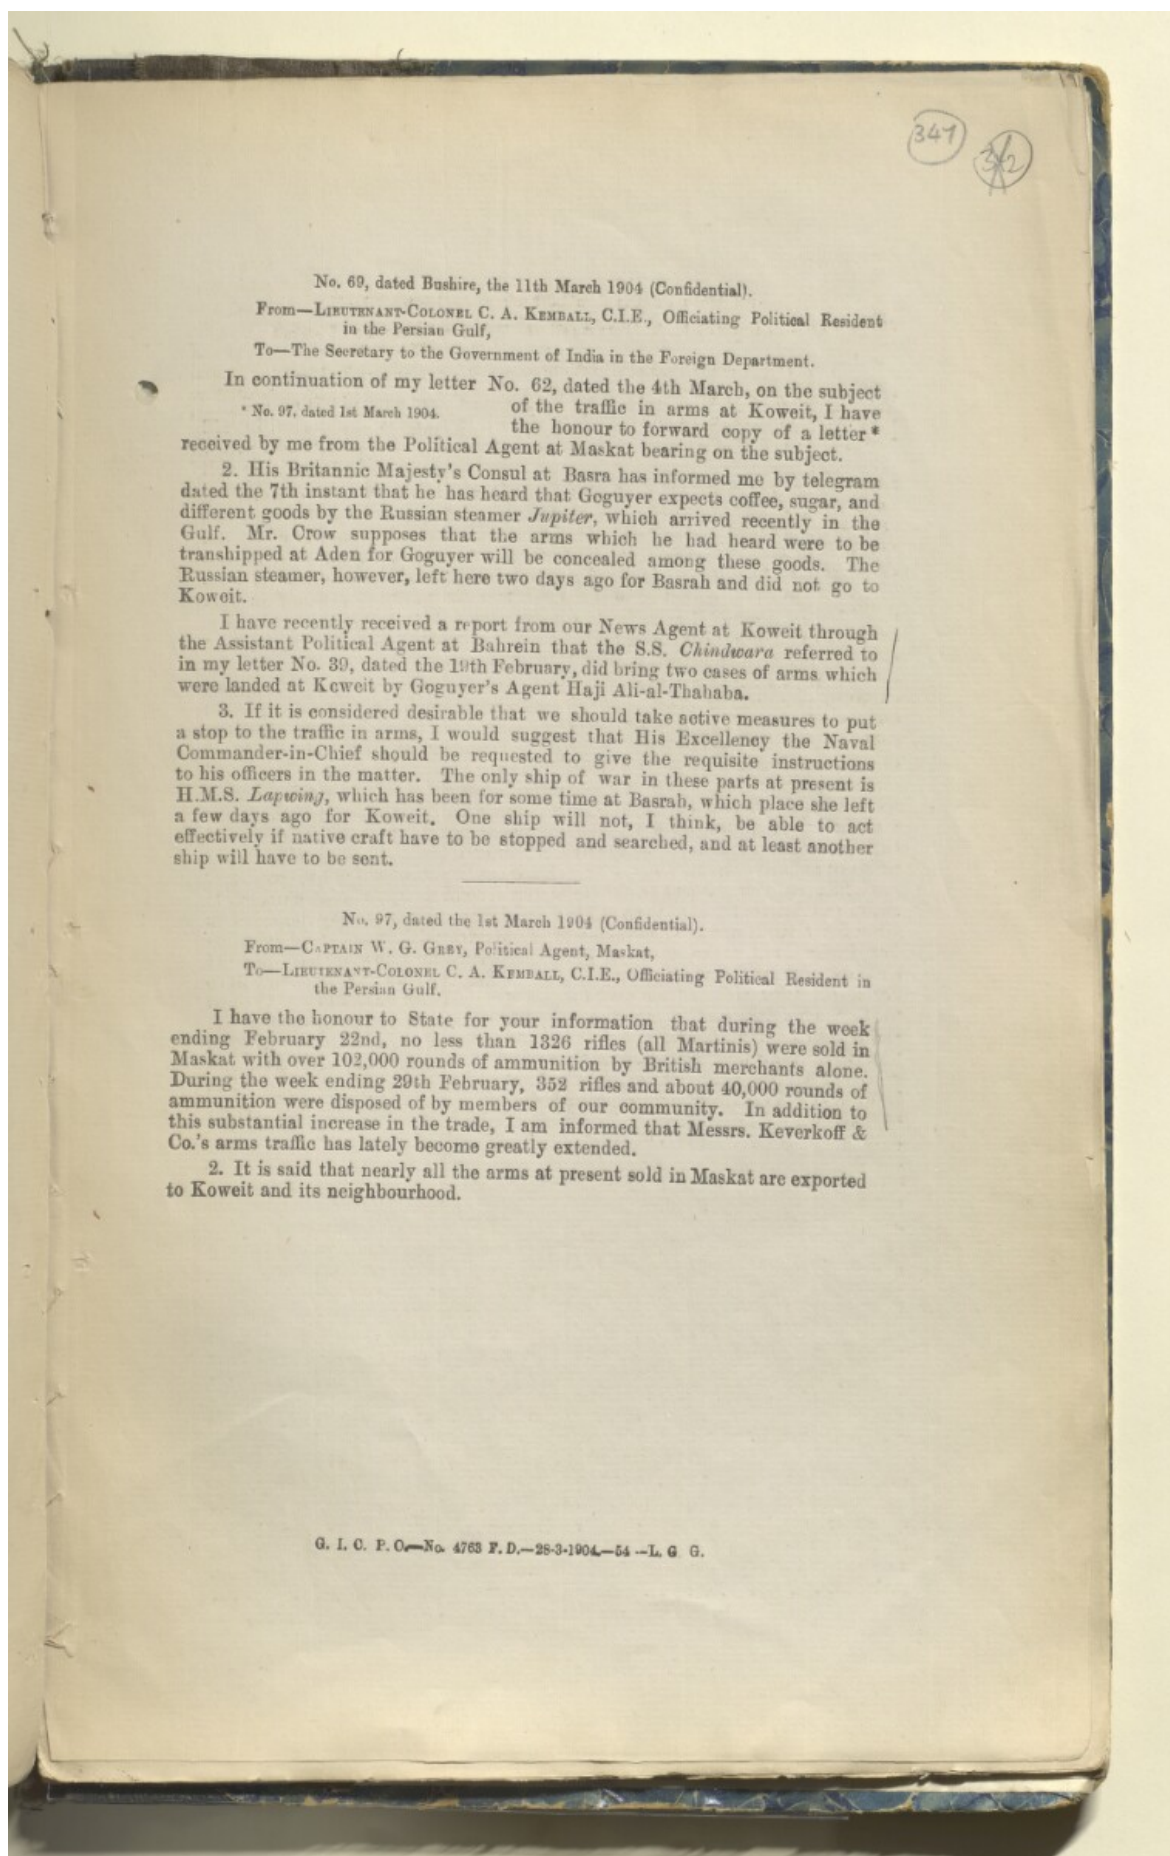 347
342
No. 69, dated Bushire, the 11th March 1904 (Confidential).
From—LIEUTENANT-COLONEL C. A. KEMBALL, C.I.E., Officiating Political Resident
in the Persian Gulf,
To—The Secretary to the Government of India in the Foreign Department.
In continuation of my letter No. 62, dated the 4th March, on the subject
* No. 97, dated 1st March 1904.
of the traffic in arms at Koweit, I have
the honour to forward copy of a letter *
received by me from the Political Agent at Maskat bearing on the subject.
2. His Britannic Majesty's Consul at Basra has informed me by telegram
dated the 7th instant that he has heard that Goguyer expects coffee, sugar, and
different goods by the Russian steamer Jupiter, which arrived recently in the
Gulf. Mr. Crow supposes that the arms which he had heard were to be
transhipped at Aden for Goguyer will be concealed among these goods. The
Russian steamer, however, left here two days ago for Basrah and did not go to
Koweit.
I have recently received a report from our News Agent at Koweit through
the Assistant Political Agent at Bahrein that the S.S. Chindwara referred to
in my letter No. 39, dated the 19th February, did bring two cases of arms which
were landed at Koweit by Goguyer's Agent Haji Ali-al-Thahaba.
3. If it is considered desirable that we should take active measures to put
a stop to the traffic in arms, I would suggest that His Excellency the Naval
Commander-in-Chief should be requested to give the requisite instructions
to his officers in the matter. The only ship of war in these parts at present is
H.M.S. Lapwing, which has been for some time at Basrah, which place she left
a few days ago for Koweit. One ship will not, I think, be able to act
effectively if native craft have to be stopped and searched, and at least another
ship will have to be sent.
No. 97, dated the 1st March 1904 (Confidential).
From—CAPTAIN W. G. GREY, Political Agent, Maskat,
To—LIEUTENANT-COLONEL C. A. KEMBALL, C.I.E., Officiating Political Resident in
the Persian Gulf.
I have the honour to State for your information that during the week
ending February 22nd, no less than 1326 rifles (all Martinis) were sold in
Maskat with over 102,000 rounds of ammunition by British merchants alone.
During the week ending 29th February, 352 rifles and about 40,000 rounds of
ammunition were disposed of by members of our community. In addition to
this substantial increase in the trade, I am informed that Messrs. Keverkoff &
Co.'s arms traffic has lately become greatly extended.
2. It is said that nearly all the arms at present sold in Maskat are exported
to Koweit and its neighbourhood.
G. I. C. P. O.—No. 4763 F. D.—28-3-1904.—54 --L. G G.